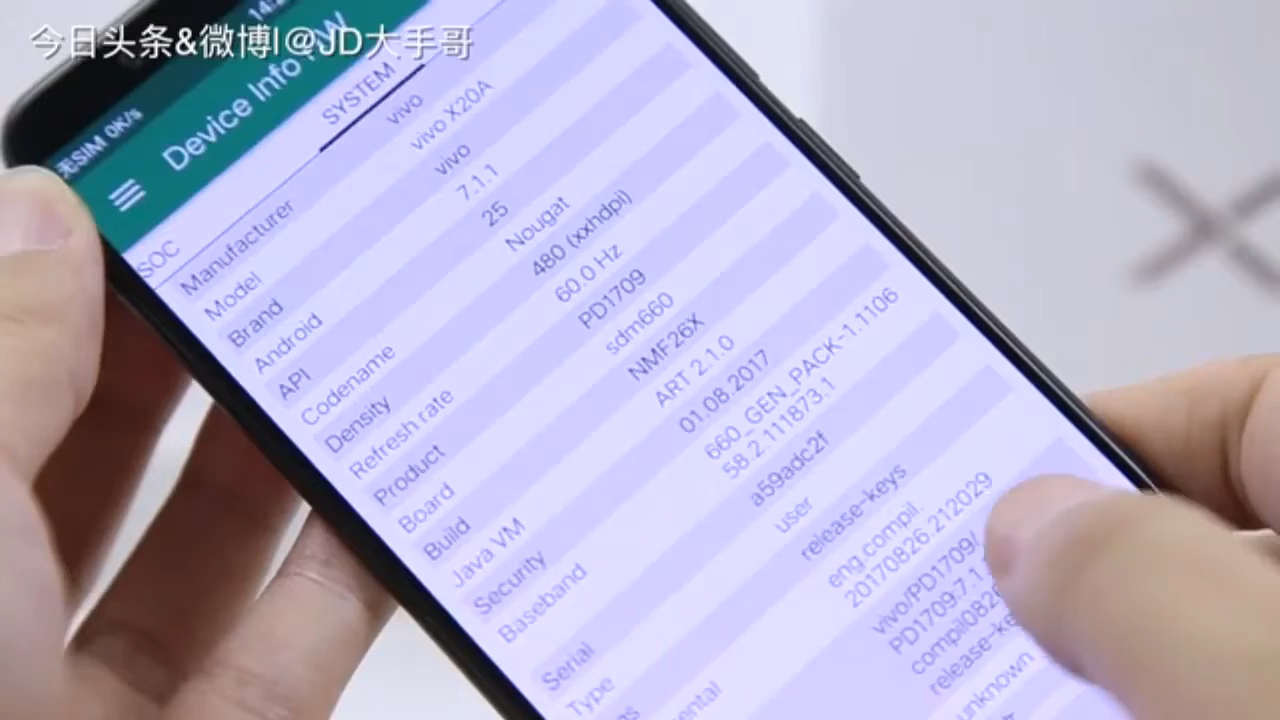 今日头条&微博I@JD大手哥
无SIM 0K/s
Device Info HW
SOC
SYSTEM
Manufacturer vivo
Model vivo X20A
Brand vivo
Android 7.1.1
API 25
Codename Nougat
Density 480 (xxhdpi)
Refresh rate 60.0 Hz
Product PD1709
Board sdm660
Build NMF26X
Java VM ART 2.1.0
Security 01.08.2017
Baseband 660_GEN_PACK-1.1106
58.2.111873.1
Serial a59adc2f
Type user
release-keys
eng.compil.
20170826.212029
vivo/PD1709/
PD1709:7.1
release-ke
unknown